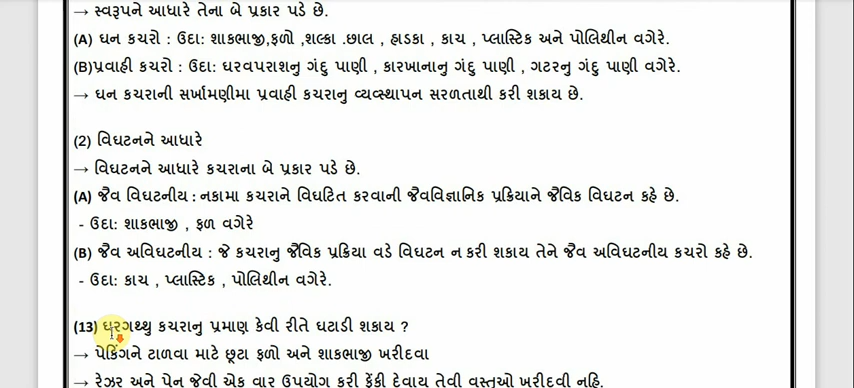 → સ્વરૂપને આધારે તેના બે પ્રકાર પડે છે.
(A) ઘન કચરો : ઉદા: શાકભાજી,ફળો ,શલ્કા .છાલ , હાડકા , કાચ , પ્લાસ્ટિક અને પોલિથીન વગેરે.
(B)પ્રવાહી કચરો : ઉદા: ઘરવપરાશનુ ગંદુ પાણી , કારખાનાનુ ગંદુ પાણી , ગટરનુ ગંદુ પાણી વગેરે.
→ ઘન કચરાની સર્ખામણીમા પ્રવાહી કચરાનુ વ્યવ્સ્થાપન સરળતાથી કરી શકાય છે.
(2) વિઘટનને આધારે
→ વિઘટનને આધારે કચરાના બે પ્રકાર પડે છે.
(A) જૈવ વિઘટનીય : નકામા કચરાને વિઘટિત કરવાની જૈવવિજ્ઞાનિક પ્રક્રિયાને જૈવિક વિઘટન કહે છે.
- ઉદા: શાકભાજી , ફળ વગેરે
(B) જૈવ અવિઘટનીય : જે કચરાનુ જૈવિક પ્રક્રિયા વડે વિઘટન ન કરી શકાય તેને જૈવ અવિઘટનીય કચરો કહે છે.
- ઉદા: કાચ , પ્લાસ્ટિક , પોલિથીન વગેરે.
(13) ઘરગથ્થુ કચરાનુ પ્રમાણ કેવી રીતે ઘટાડી શકાય ?
→ પેકિંગને ટાળવા માટે છૂટા ફળો અને શાકભાજી ખરીદવા
→ રેઝર અને પેન જેવી એક વાર ઉપયોગ કરી ફેંકી દેવાય તેવી વસ્તુઓ ખરીદવી નહિ.